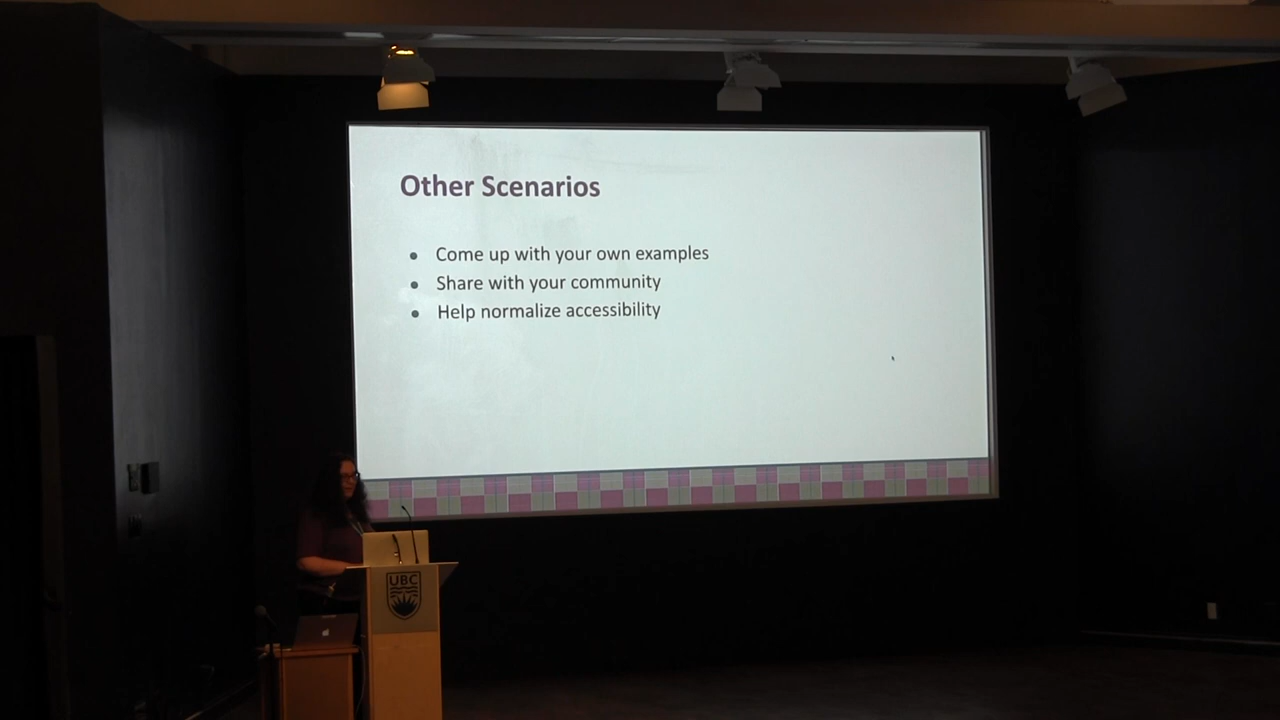 Other Scenarios
• Come up with your own examples
• Share with your community
• Help normalize accessibility
UBC